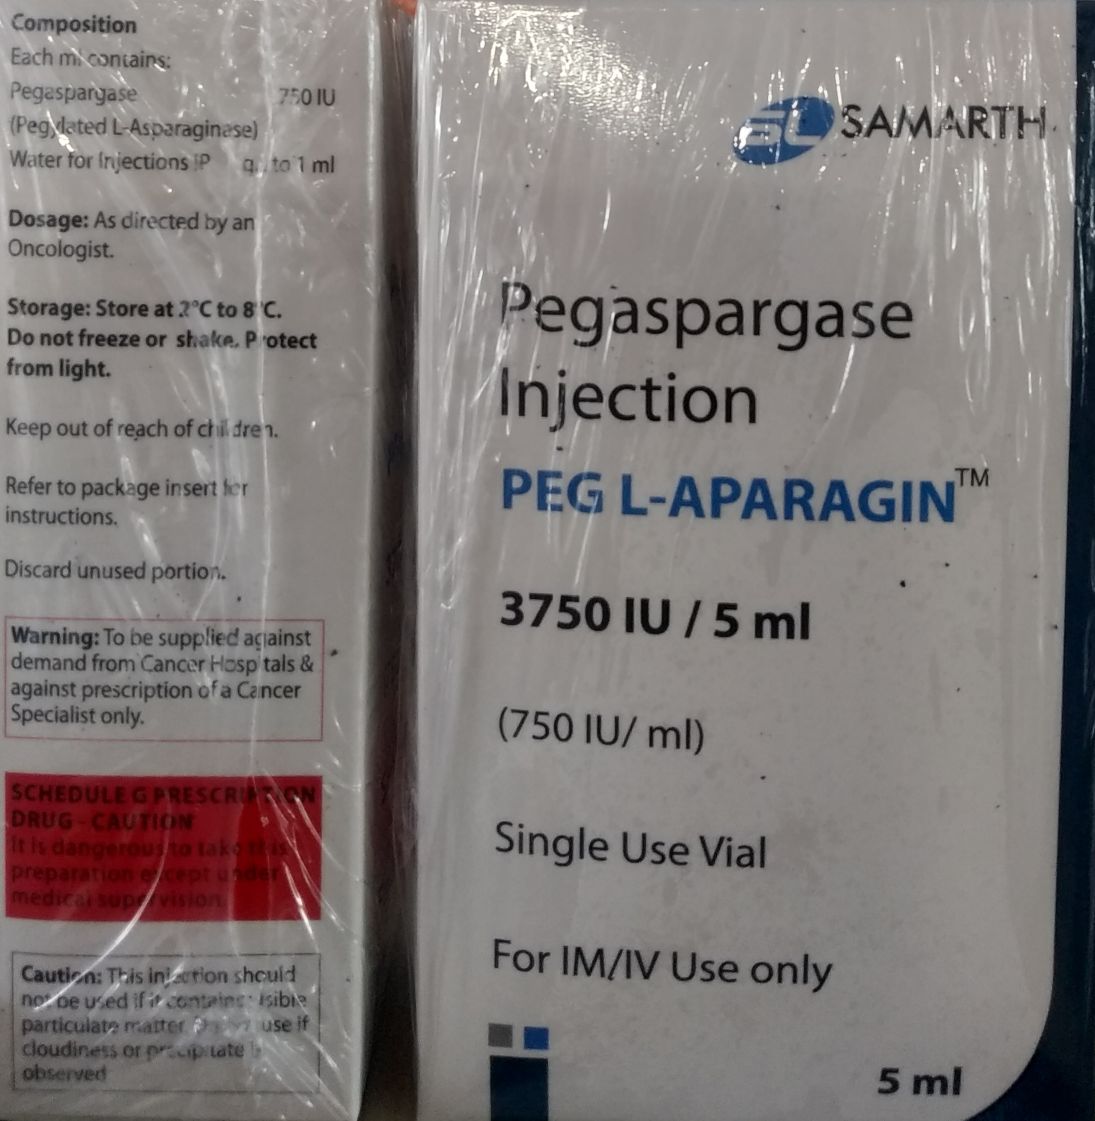 Composition
Each ml contains:
Pegaspargase 750 IU
(Pegylated L-Asparaginase)
Water for Injections IP q. to 1 ml
Dosage: As directed by an
Oncologist.
Storage: Store at 2°C to 8°C.
Do not freeze or shake. Protect
from light.
Keep out of reach of children.
Refer to package insert for
instructions.
Discard unused portion.
Warning: To be supplied against
demand from Cancer Hospitals &
against prescription of a Cancer
Specialist only.
SCHEDULE G PRESCRIPTION
DRUG - CAUTION
It is dangerous to take this
preparation except under
medical supervision.
Caution: This injection should
not be used if it contains visible
particulate matter. use if
cloudiness or precipitate is
observed
SL SAMARTH
Pegaspargase
Injection
PEG L-APARAGIN™
3750 IU / 5 ml
(750 IU/ ml)
Single Use Vial
For IM/IV Use only
5 ml